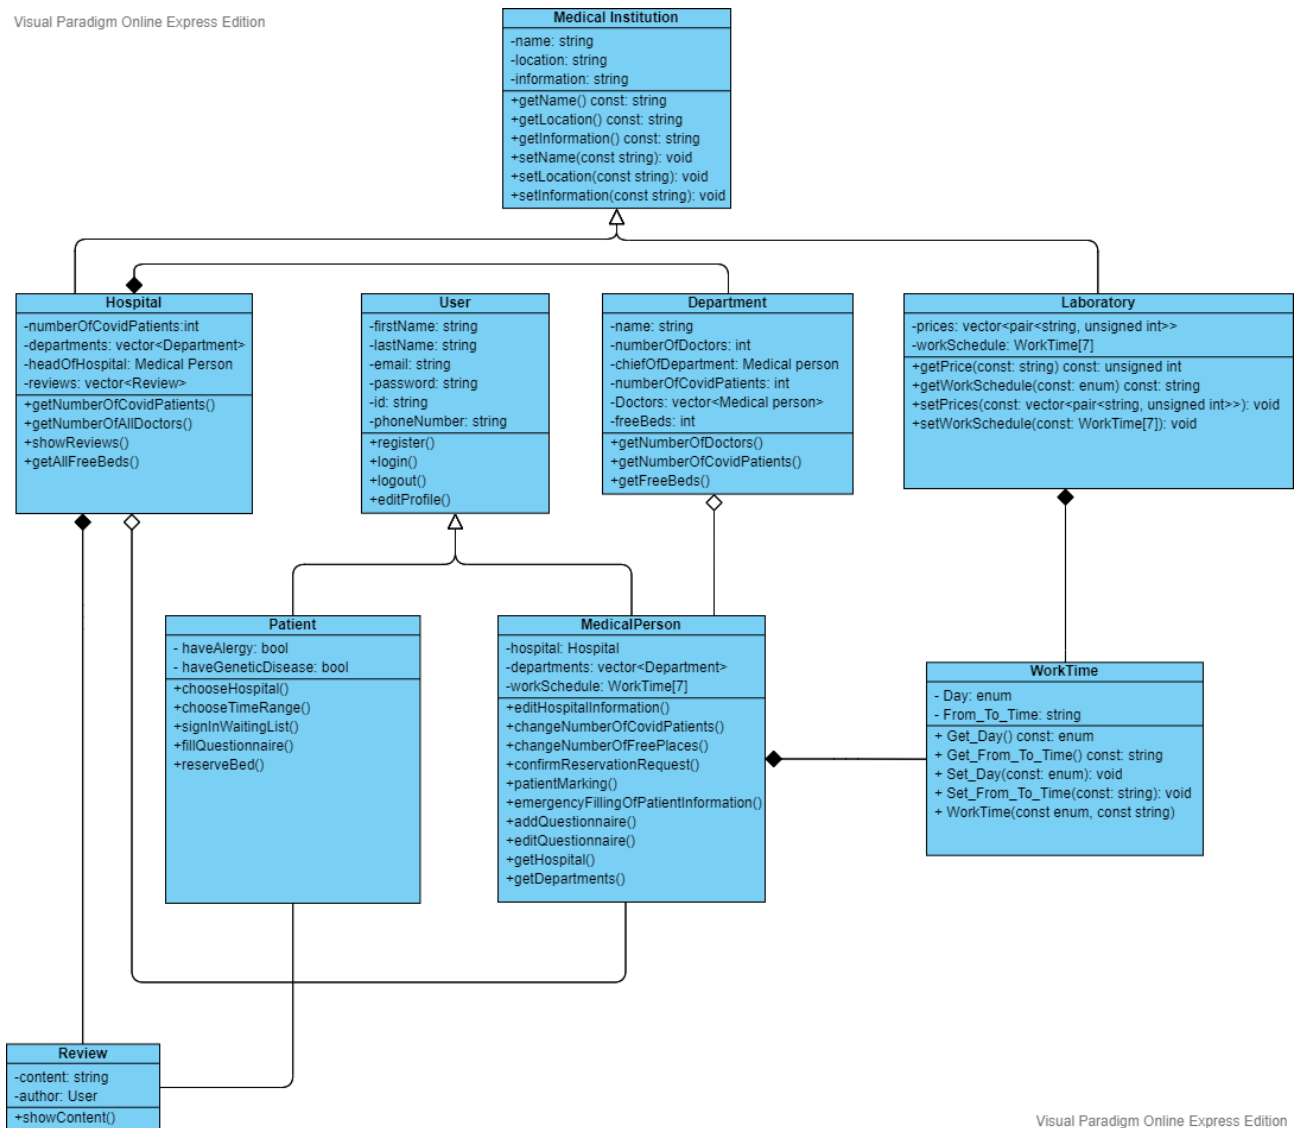 Visual Paradigm Online Express Edition
Medical Institution
-name: string
-location: string
-information: string
+getName() const: string
+getLocation() const: string
+getInformation() const: string
+setName(const string): void
+setLocation(const string): void
+setInformation(const string): void
Hospital
-numberOfCovidPatients:int
-departments: vector<Department>
-headOfHospital: Medical Person
-reviews: vector<Review>
+getNumberOfCovidPatients()
+getNumberOfAllDoctors()
+showReviews()
+getAllFreeBeds()
User
-firstName: string
-lastName: string
-email: string
-password: string
-id: string
-phoneNumber: string
+register()
+login()
+logout()
+editProfile()
Department
-name: string
-numberOfDoctors: int
-chiefOfDepartment: Medical person
-numberOfCovidPatients: int
-Doctors: vector<Medical person>
-freeBeds: int
+getNumberOfDoctors()
+getNumberOfCovidPatients()
+getFreeBeds()
Laboratory
-prices: vector<pair<string, unsigned int>>
-workSchedule: WorkTime[7]
+getPrice(const: string) const: unsigned int
+getWorkSchedule(const: enum) const: string
+setPrices(const: vector<pair<string, unsigned int>>): void
+setWorkSchedule(const: WorkTime[7]): void
Patient
- haveAlergy: bool
- haveGeneticDisease: bool
+chooseHospital()
+chooseTimeRange()
+signInWaitingList()
+fillQuestionnaire()
+reserveBed()
MedicalPerson
-hospital: Hospital
-departments: vector<Department>
-workSchedule: WorkTime[7]
+editHospitalInformation()
+changeNumberOfCovidPatients()
+changeNumberOfFreePlaces()
+confirmReservationRequest()
+patientMarking()
+emergencyFillingOfPatientInformation()
+addQuestionnaire()
+editQuestionnaire()
+getHospital()
+getDepartments()
WorkTime
- Day: enum
- From_To_Time: string
+ Get_Day() const: enum
+ Get_From_To_Time() const: string
+ Set_Day(const: enum): void
+ Set_From_To_Time(const: string): void
+ WorkTime(const enum, const string)
Review
-content: string
-author: User
+showContent()
Visual Paradigm Online Express Edition